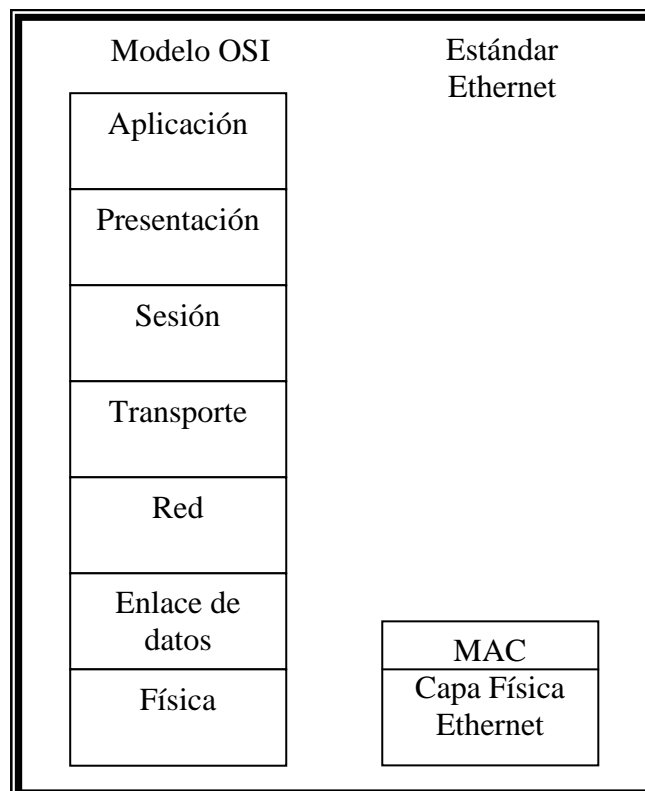 Modelo OSI
Estándar
Ethernet
Aplicación
Presentación
Sesión
Transporte
Red
Enlace de
datos
Física
MAC
Capa Física
Ethernet